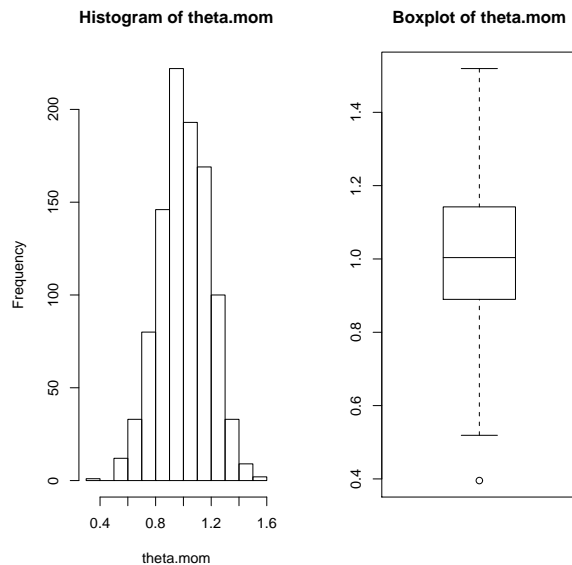 Histogram of theta.mom
Frequency
0
50
100
150
200
0.4 0.8 1.2 1.6
theta.mom
Boxplot of theta.mom
0.4
0.6
0.8
1.0
1.2
1.4